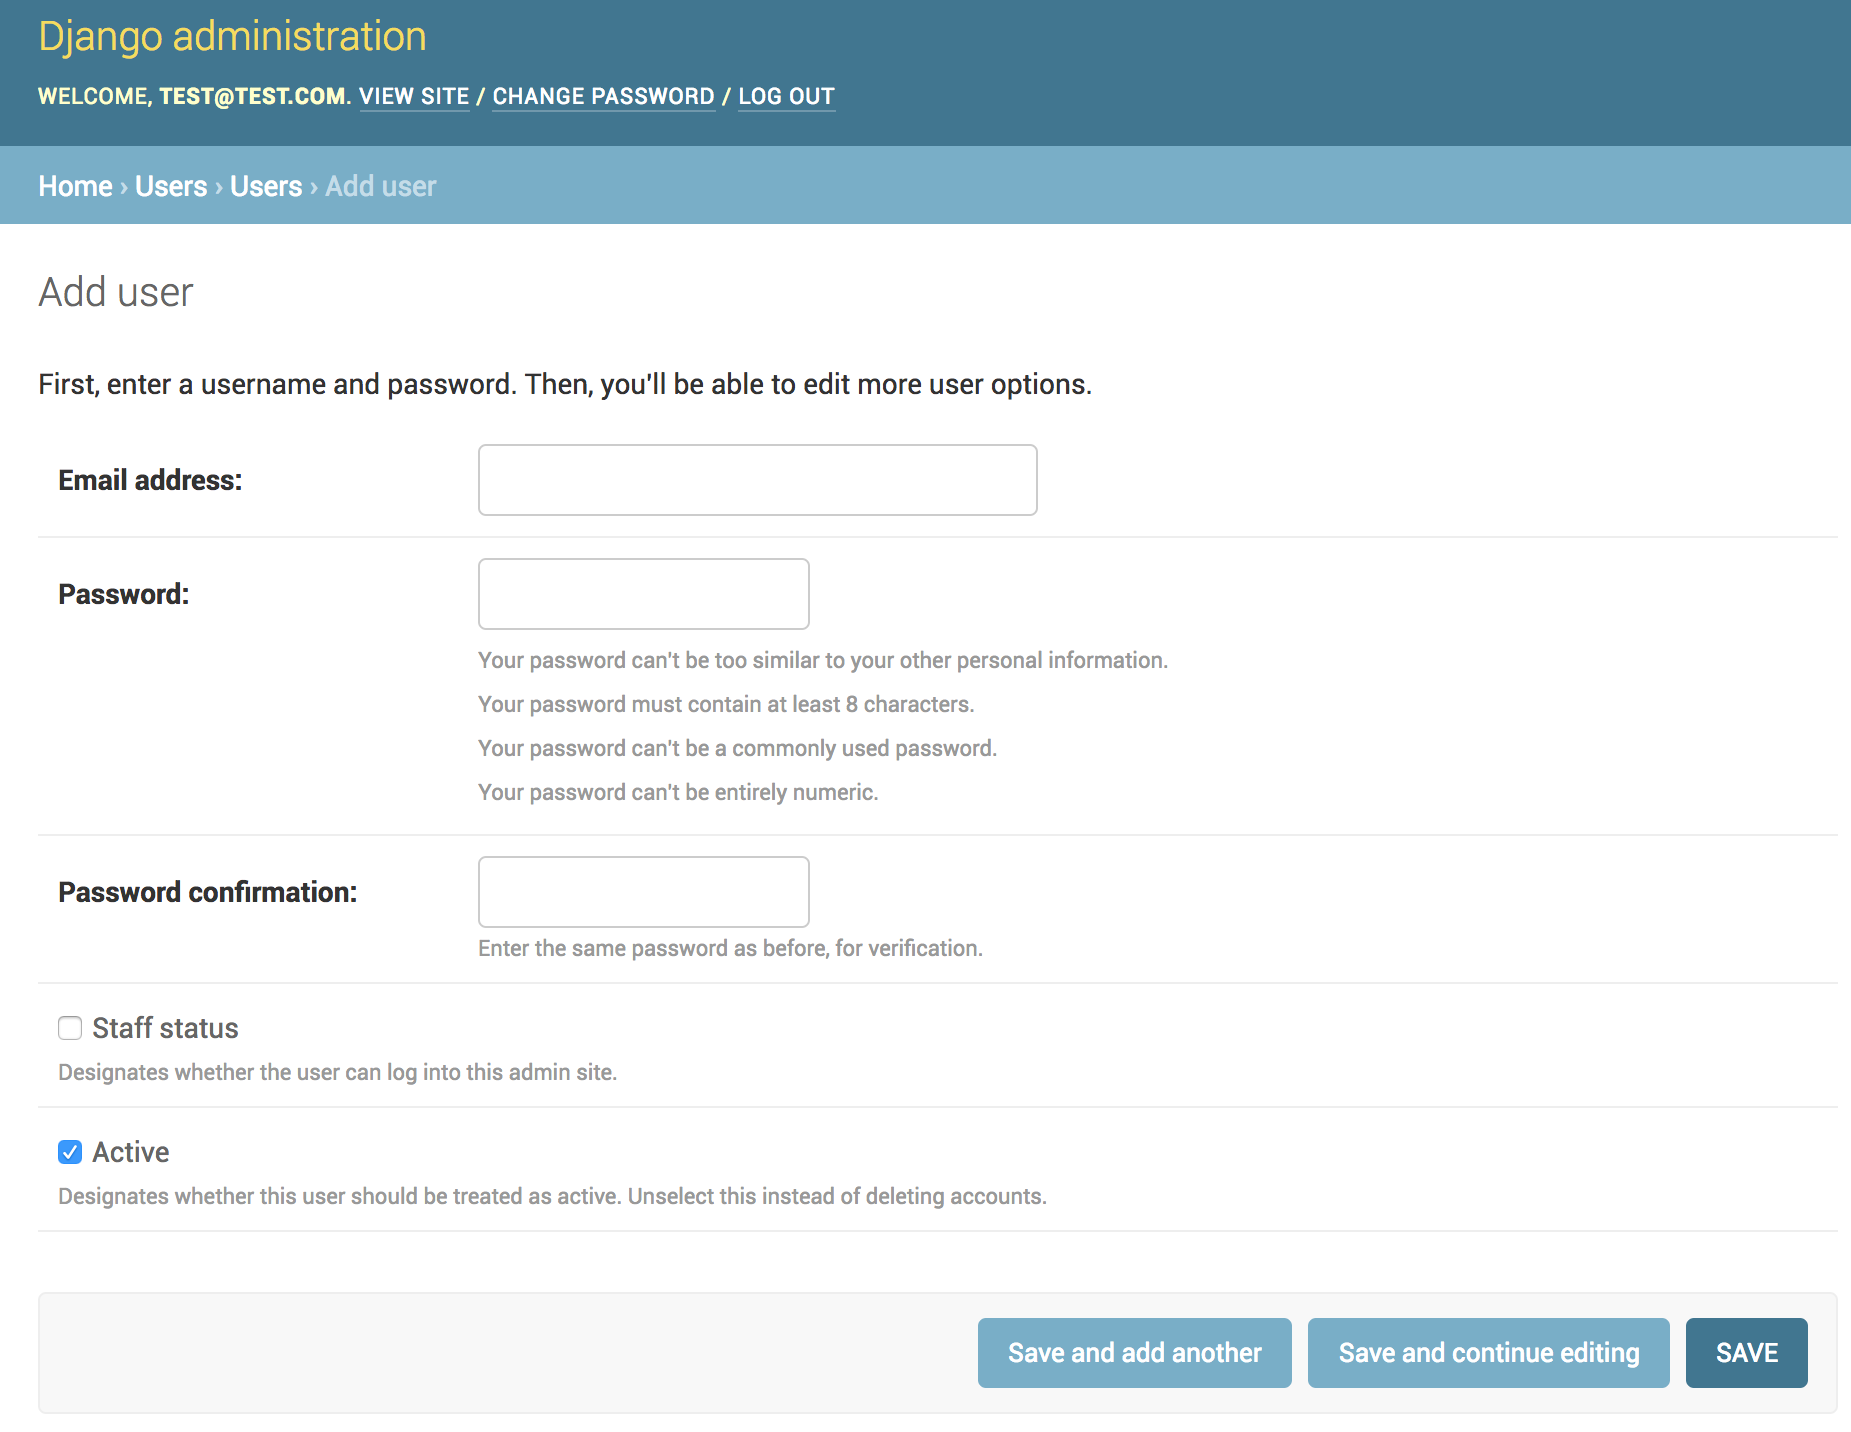 Django administration
WELCOME, TEST@TEST.COM. VIEW SITE / CHANGE PASSWORD / LOG OUT
Home › Users › Users › Add user
Add user
First, enter a username and password. Then, you'll be able to edit more user options.
Email address:
Password:
Your password can't be too similar to your other personal information.
Your password must contain at least 8 characters.
Your password can't be a commonly used password.
Your password can't be entirely numeric.
Password confirmation:
Enter the same password as before, for verification.
Staff status
Designates whether the user can log into this admin site.
Active
Designates whether this user should be treated as active. Unselect this instead of deleting accounts.
Save and add another Save and continue editing SAVE